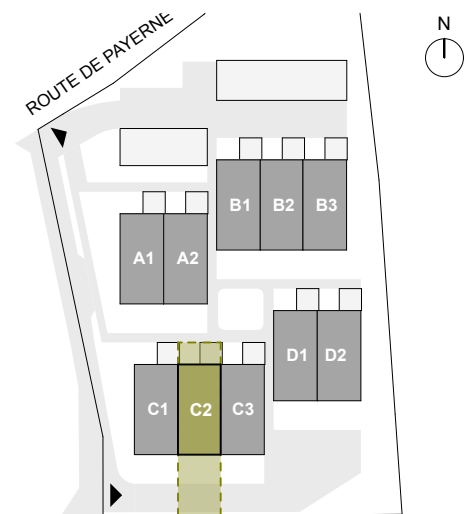 N
ROUTE DE PAYERNE
B1 B2 B3
A1 A2
D1 D2
C1 C2 C3